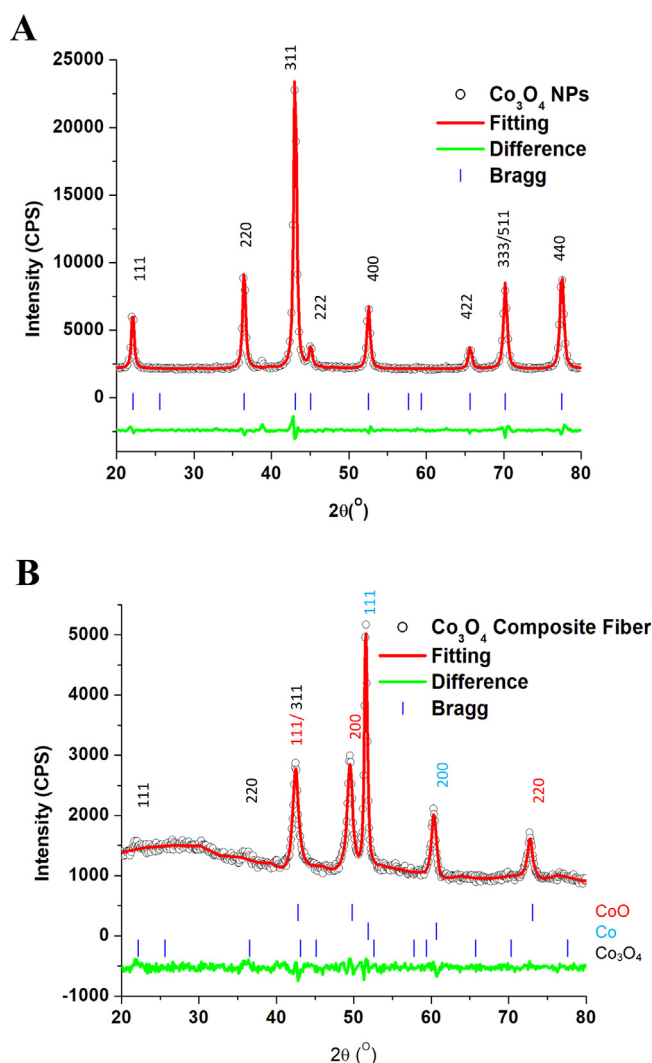 A
25000
20000
15000
10000
5000
0
Intensity (CPS)
111
220
311
222
400
422
333/511
440
Co₃O₄ NPs
Fitting
Difference
Bragg
20 30 40 50 60 70 80
2θ(°)
B
5000
4000
3000
2000
1000
0
-1000
Intensity (CPS)
111
220
111/ 311
200
111
200
220
Co₃O₄ Composite Fiber
Fitting
Difference
Bragg
CoO
Co
Co₃O₄
20 30 40 50 60 70 80
2θ (°)